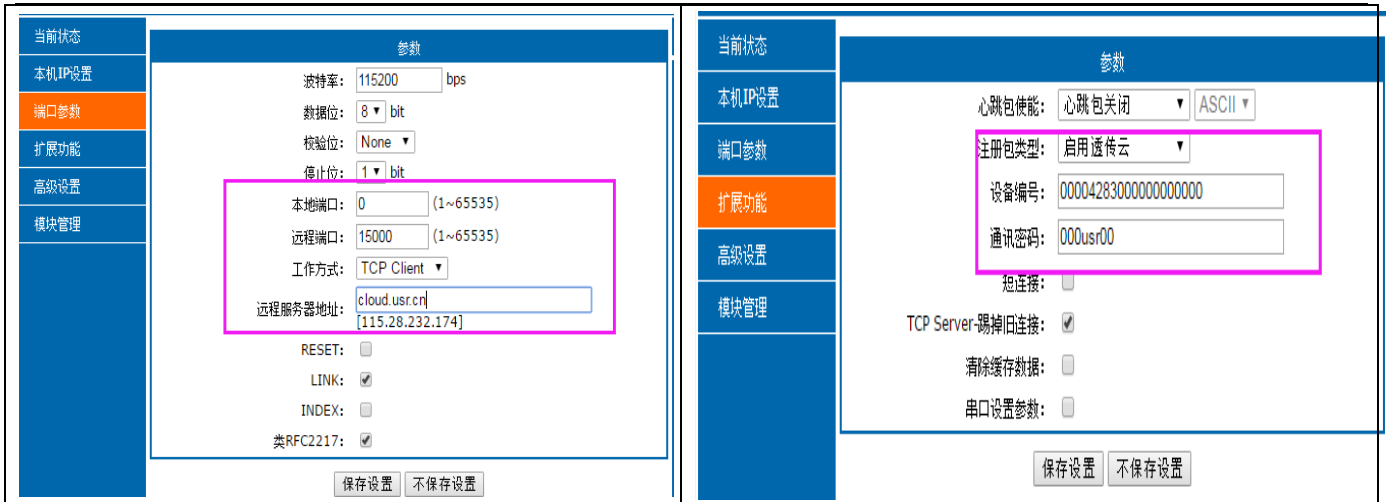 当前状态
本机IP设置
端口参数
扩展功能
高级设置
模块管理
参数
波特率: 115200 bps
数据位: 8 bit
校验位: None
停止位: 1 bit
本地端口: 0 (1~65535)
远程端口: 15000 (1~65535)
工作方式: TCP Client
远程服务器地址: cloud.usr.cn
[115.28.232.174]
RESET:
LINK:
INDEX:
类RFC2217:
保存设置 不保存设置
当前状态
本机IP设置
端口参数
扩展功能
高级设置
模块管理
参数
心跳包使能: 心跳包关闭 ASCII
注册包类型: 启用透传云
设备编号: 00004283000000000000
通讯密码: 000usr00
短连接:
TCP Server-踢掉旧连接:
清除缓存数据:
串口设置参数:
保存设置 不保存设置